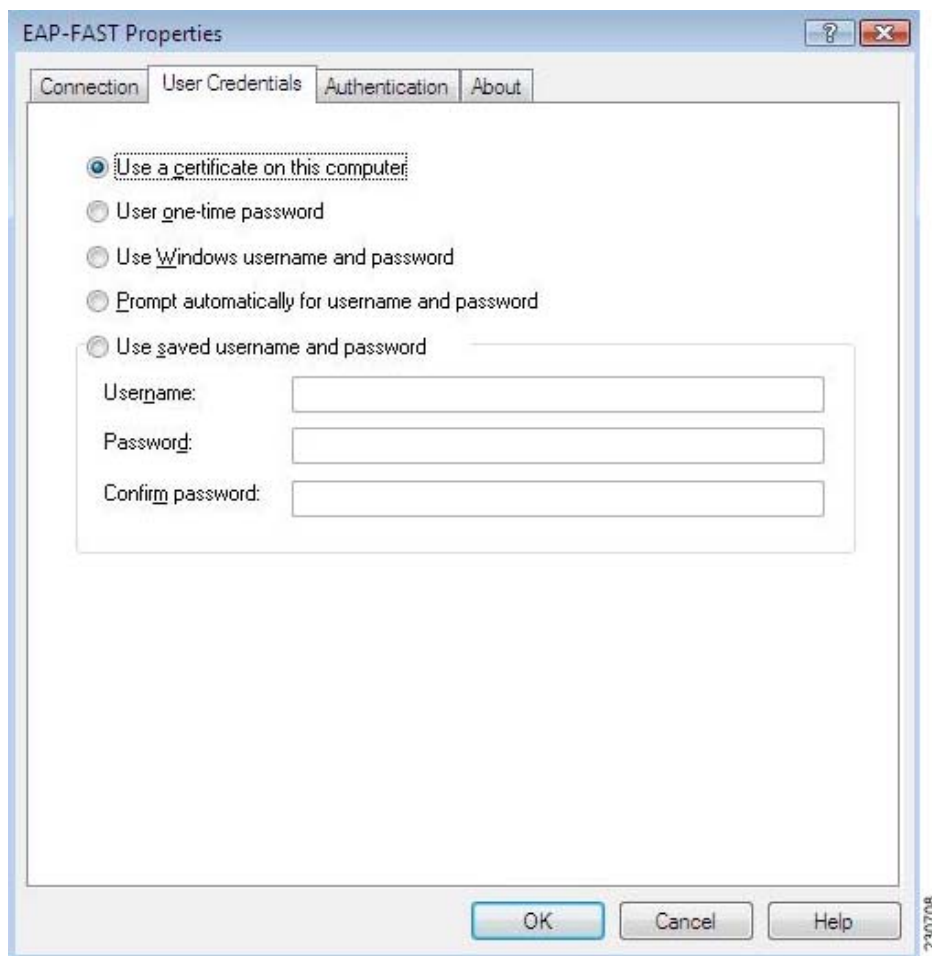 EAP-FAST Properties
Connection User Credentials Authentication About
Use a certificate on this computer
User one-time password
Use Windows username and password
Prompt automatically for username and password
Use saved username and password
Username:
Password:
Confirm password:
OK Cancel Help
230708